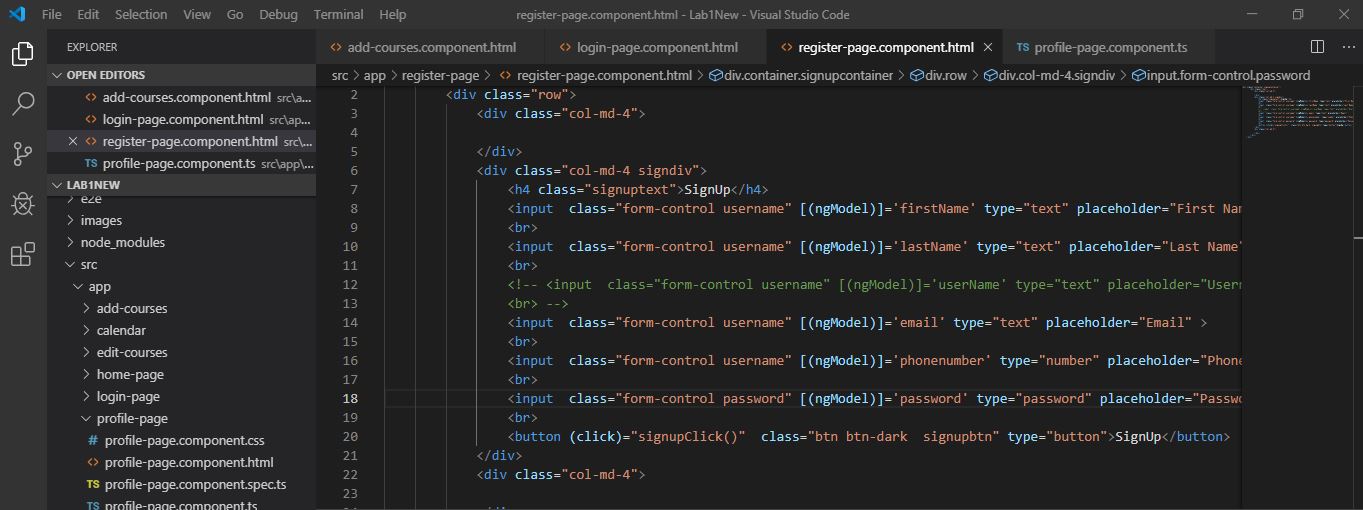 File Edit Selection View Go Debug Terminal Help register-page.component.html - Lab1New - Visual Studio Code
EXPLORER
OPEN EDITORS
add-courses.component.html src\a...
login-page.component.html src\ap...
register-page.component.html src\...
TS profile-page.component.ts src\app\...
LAB1NEW
e2e
images
node_modules
src
app
add-courses
calendar
edit-courses
home-page
login-page
profile-page
# profile-page.component.css
profile-page.component.html
TS profile-page.component.spec.ts
TS profile-page.component.ts
add-courses.component.html login-page.component.html register-page.component.html TS profile-page.component.ts
src > app > register-page > register-page.component.html > div.container.signupcontainer > div.row > div.col-md-4.signdiv > input.form-control.password
2 <div class="row">
3 <div class="col-md-4">
4
5 </div>
6 <div class="col-md-4 signdiv">
7 <h4 class="signuptext">SignUp</h4>
8 <input  class="form-control username" [(ngModel)]='firstName' type="text" placeholder="First Nam
9 <br>
10 <input  class="form-control username" [(ngModel)]='lastName' type="text" placeholder="Last Name"
11 <br>
12 <!-- <input  class="form-control username" [(ngModel)]='userName' type="text" placeholder="Usern
13 <br> -->
14 <input  class="form-control username" [(ngModel)]='email' type="text" placeholder="Email" >
15 <br>
16 <input  class="form-control username" [(ngModel)]='phonenumber' type="number" placeholder="Phone
17 <br>
18 <input  class="form-control password" [(ngModel)]='password' type="password" placeholder="Passwo
19 <br>
20 <button (click)="signupClick()"  class="btn btn-dark  signupbtn" type="button">SignUp</button>
21 </div>
22 <div class="col-md-4">
23